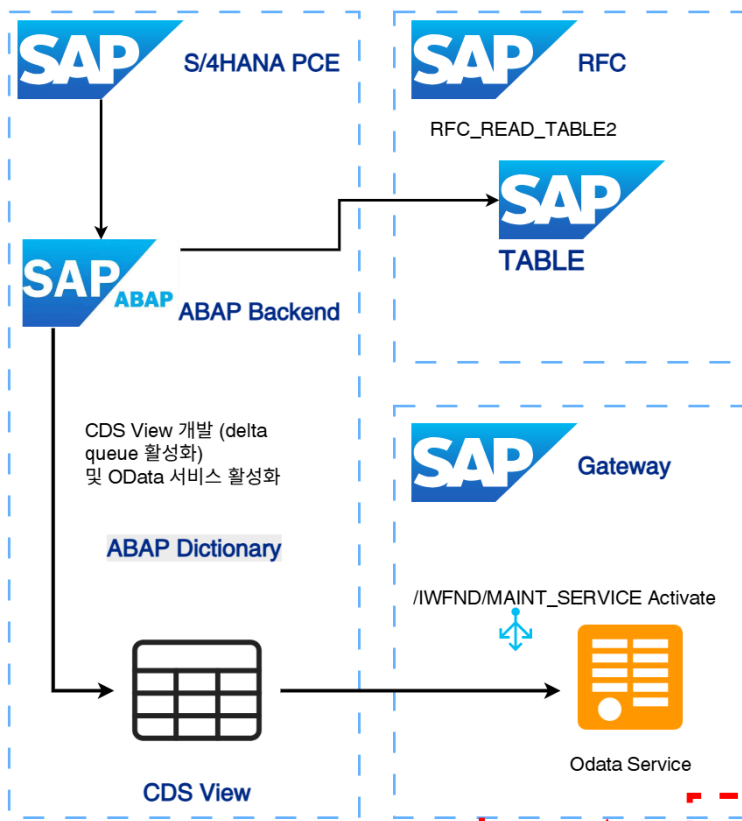 SAP
S/4HANA PCE
SAP
RFC
RFC_READ_TABLE2
SAP
TABLE
SAP
ABAP
ABAP Backend
CDS View 개발 (delta
queue 활성화)
및 OData 서비스 활성화
ABAP Dictionary
CDS View
SAP
Gateway
/IWFND/MAINT_SERVICE Activate
Odata Service